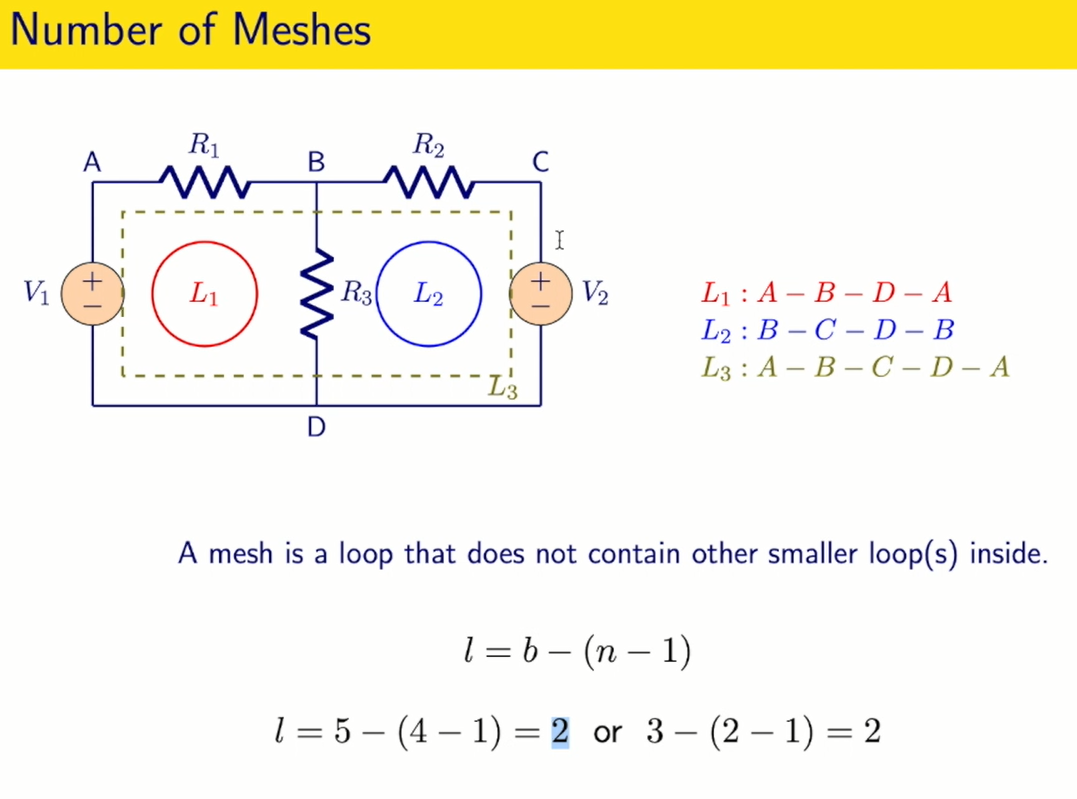 Number of Meshes
R₁
R₂
A
B
C
V₁
+
−
L₁
R₃
L₂
+
−
V₂
L₃
D
L₁ : A − B − D − A
L₂ : B − C − D − B
L₃ : A − B − C − D − A
A mesh is a loop that does not contain other smaller loop(s) inside.
l = b − (n − 1)
l = 5 − (4 − 1) = 2 or 3 − (2 − 1) = 2